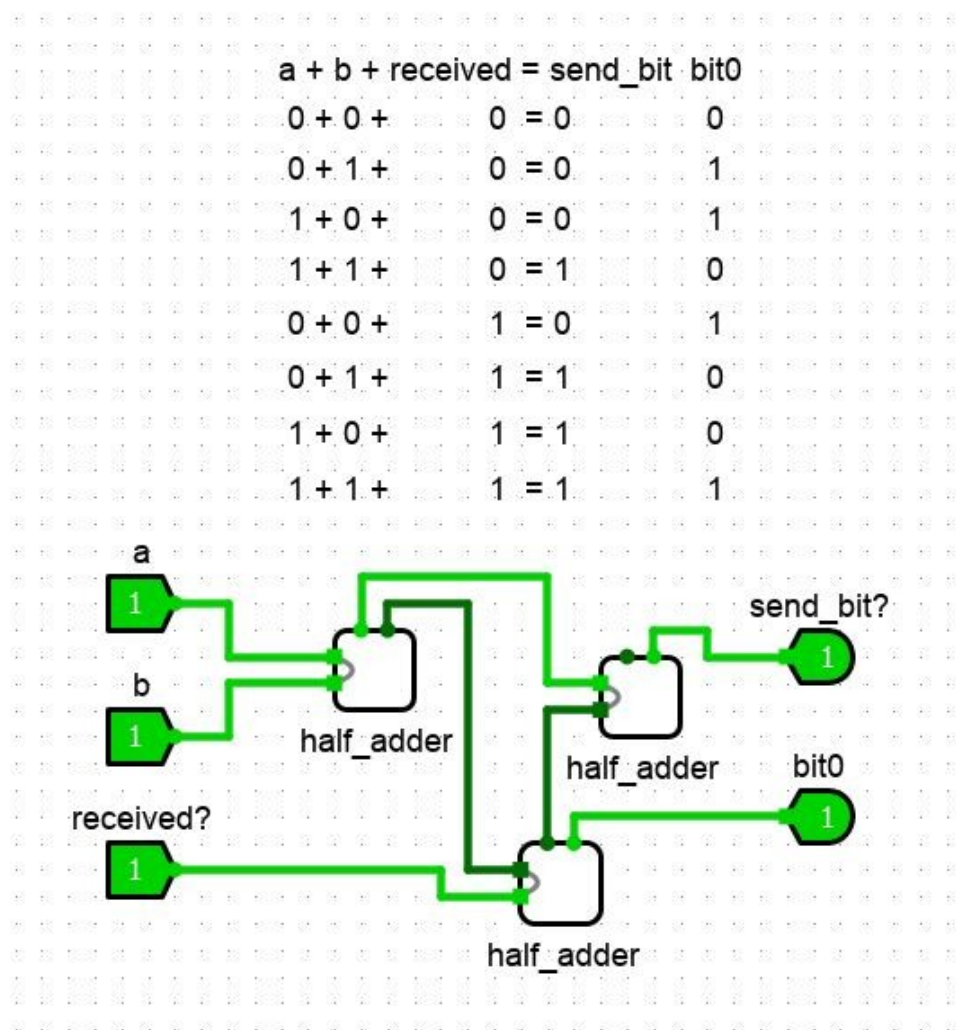 a + b + received = send_bit bit0
0 + 0 + 0 = 0 0
0 + 1 + 0 = 0 1
1 + 0 + 0 = 0 1
1 + 1 + 0 = 1 0
0 + 0 + 1 = 0 1
0 + 1 + 1 = 1 0
1 + 0 + 1 = 1 0
1 + 1 + 1 = 1 1
a
1
send_bit?
1
b
1
half_adder
half_adder
bit0
1
received?
1
half_adder